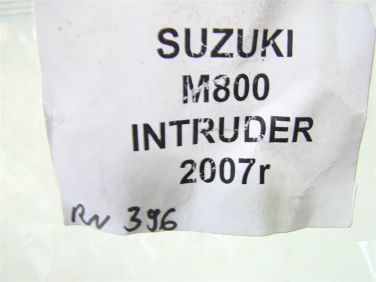 SUZUKI
M800
INTRUDER
2007r
RN 396